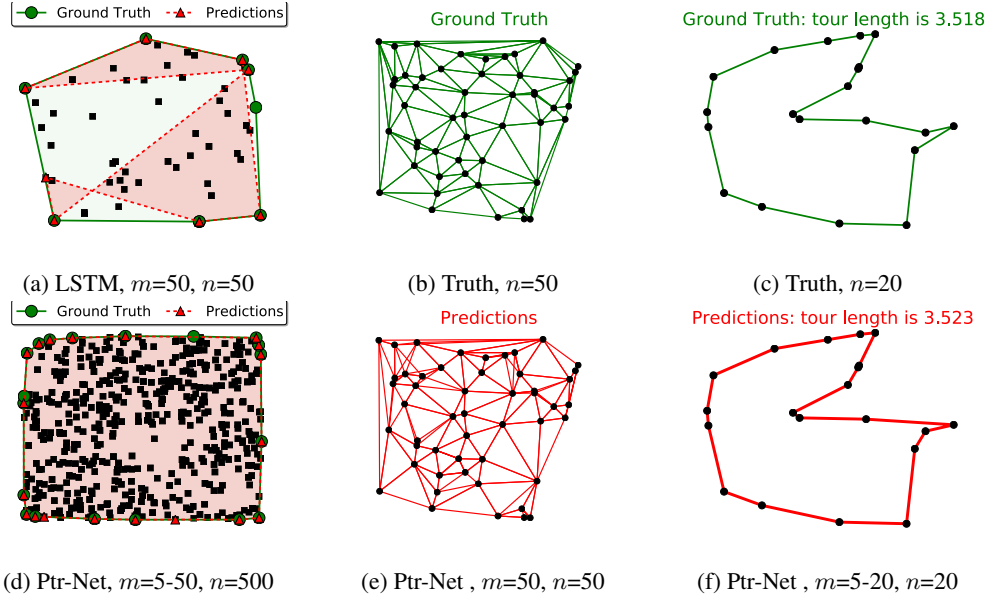 Ground Truth Predictions
Ground Truth
Ground Truth: tour length is 3.518
(a) LSTM, m=50, n=50
(b) Truth, n=50
(c) Truth, n=20
Ground Truth Predictions
Predictions
Predictions: tour length is 3.523
(d) Ptr-Net, m=5-50, n=500
(e) Ptr-Net , m=50, n=50
(f) Ptr-Net , m=5-20, n=20